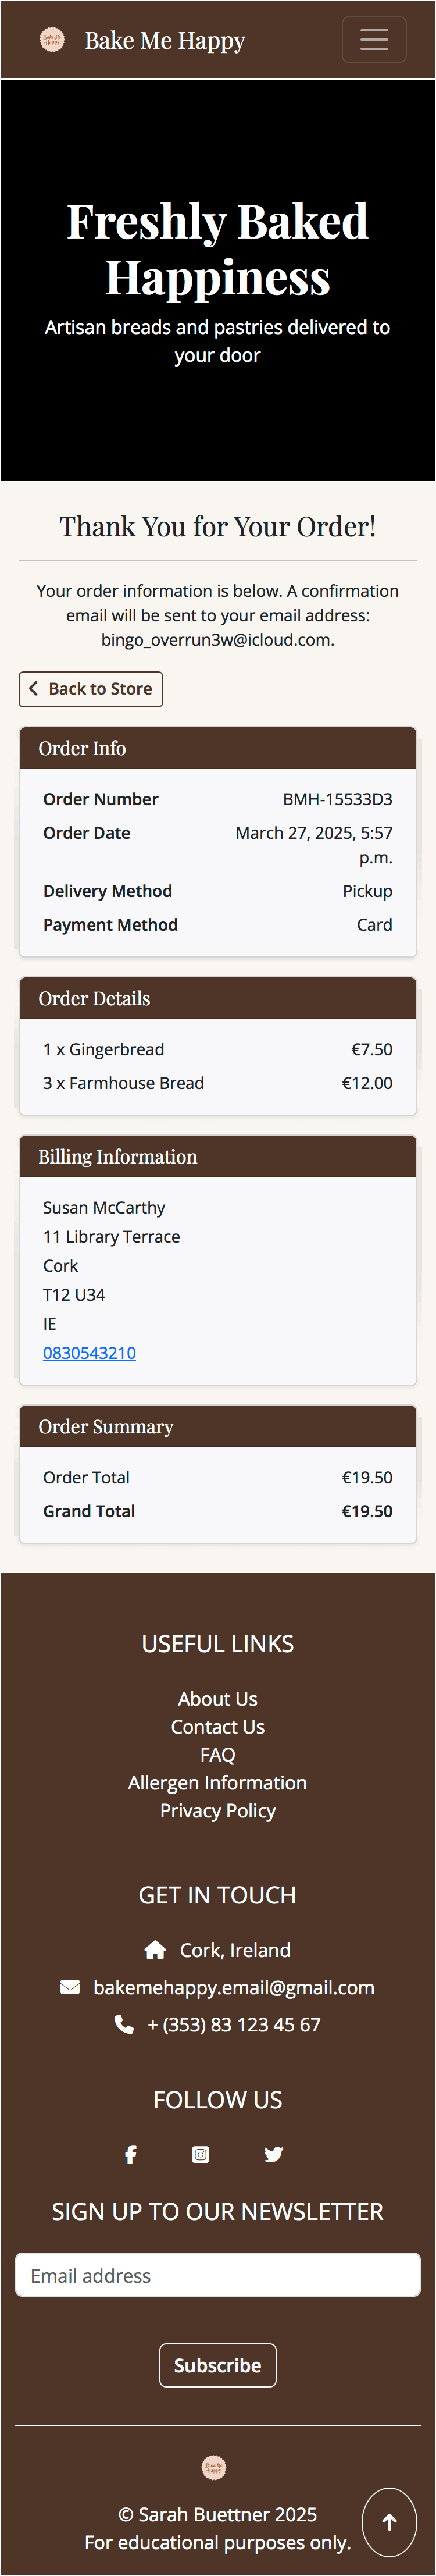 Bake Me Happy
Bake Me Happy
Freshly Baked
Happiness
Artisan breads and pastries delivered to
your door
Thank You for Your Order!
Your order information is below. A confirmation
email will be sent to your email address:
bingo_overrun3w@icloud.com.
Back to Store
Order Info
Order Number BMH-15533D3
Order Date March 27, 2025, 5:57
p.m.
Delivery Method Pickup
Payment Method Card
Order Details
1 x Gingerbread €7.50
3 x Farmhouse Bread €12.00
Billing Information
Susan McCarthy
11 Library Terrace
Cork
T12 U34
IE
0830543210
Order Summary
Order Total €19.50
Grand Total €19.50
USEFUL LINKS
About Us
Contact Us
FAQ
Allergen Information
Privacy Policy
GET IN TOUCH
Cork, Ireland
bakemehappy.email@gmail.com
+ (353) 83 123 45 67
FOLLOW US
SIGN UP TO OUR NEWSLETTER
Email address
Subscribe
Bake Me Happy
© Sarah Buettner 2025
For educational purposes only.